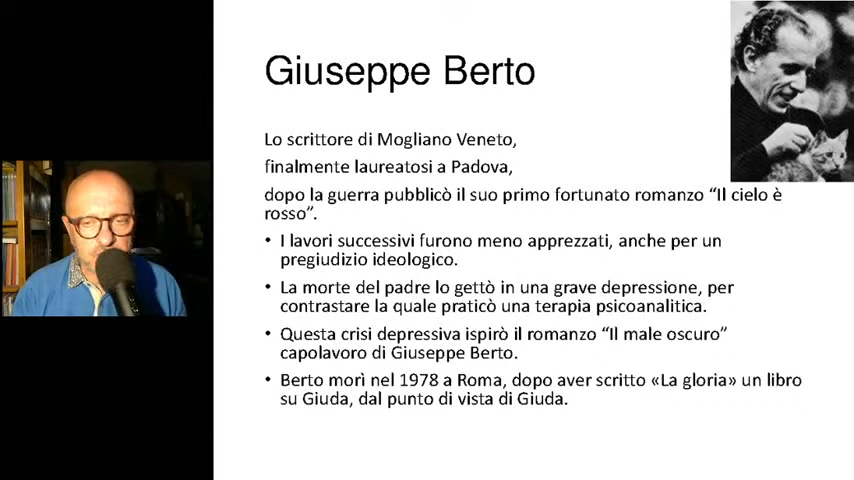 Giuseppe Berto
Lo scrittore di Mogliano Veneto,
finalmente laureatosi a Padova,
dopo la guerra pubblicò il suo primo fortunato romanzo “Il cielo è
rosso”.
• I lavori successivi furono meno apprezzati, anche per un
pregiudizio ideologico.
• La morte del padre lo gettò in una grave depressione, per
contrastare la quale praticò una terapia psicoanalitica.
• Questa crisi depressiva ispirò il romanzo “Il male oscuro”
capolavoro di Giuseppe Berto.
• Berto morì nel 1978 a Roma, dopo aver scritto «La gloria» un libro
su Giuda, dal punto di vista di Giuda.